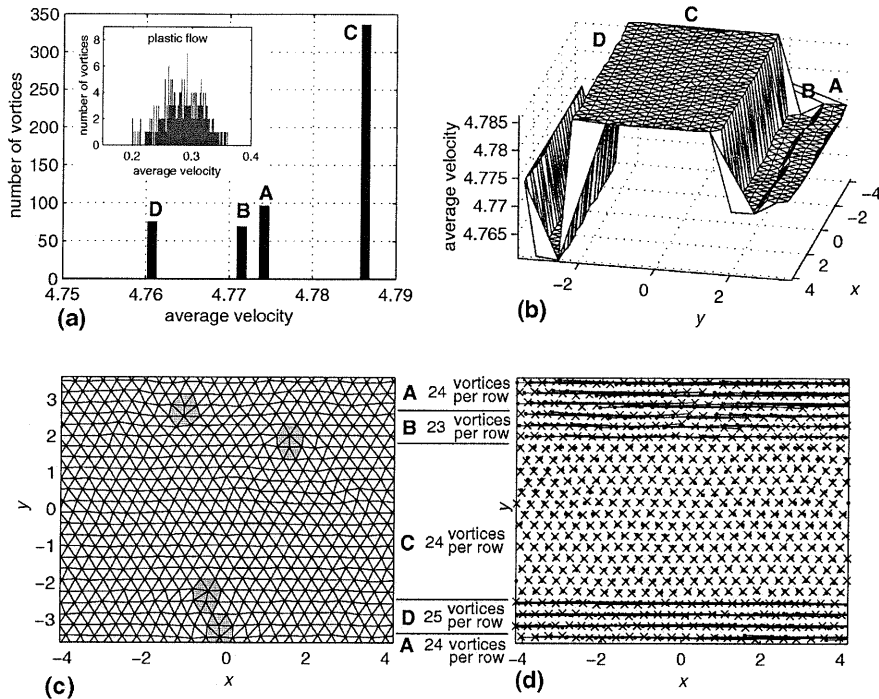 350
300
250
200
150
100
50
0
number of vortices
4.75
4.76
4.77
4.78
4.79
average velocity
(a)
D
B
A
C
plastic flow
8
6
4
2
0
number of vortices
0.2
0.3
0.4
average velocity
C
D
B
A
4.785
4.78
4.775
4.77
4.765
average velocity
−2
0
2
4
y
−4
−2
0
2
x
(b)
3
2
1
0
−1
−2
−3
y
−4
−2
0
2
4
x
(c)
A 24 vortices per row
B 23 vortices per row
C 24 vortices per row
D 25 vortices per row
A 24 vortices per row
y
−4
−2
0
2
4
x
(d)